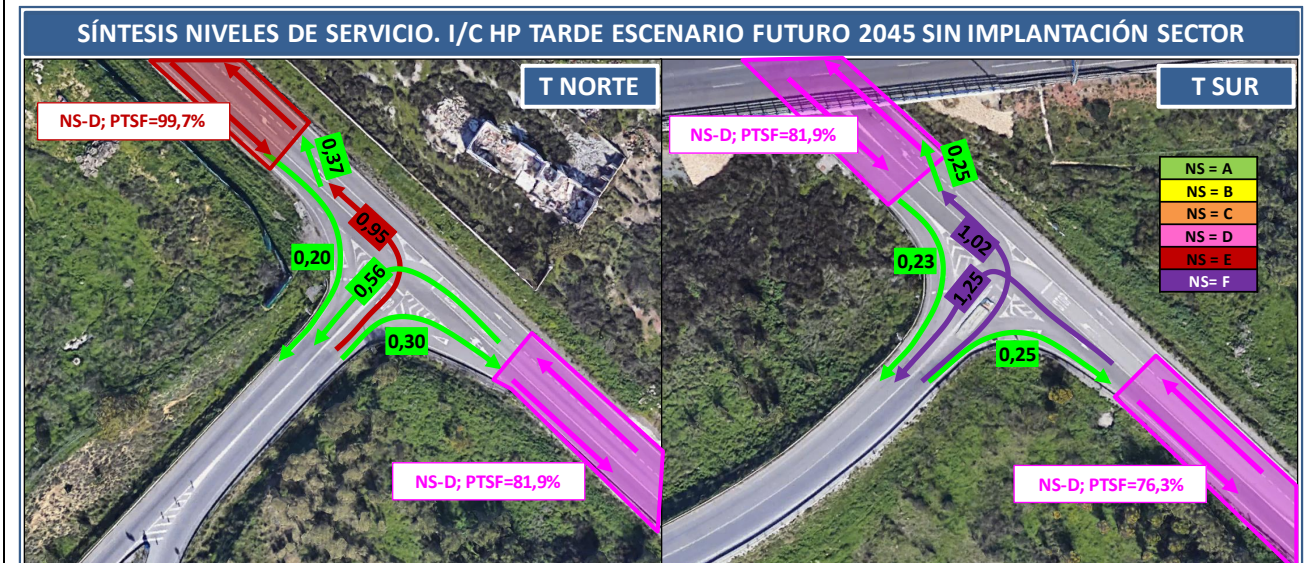 SÍNTESIS NIVELES DE SERVICIO. I/C HP TARDE ESCENARIO FUTURO 2045 SIN IMPLANTACIÓN SECTOR
T NORTE
NS-D; PTSF=99,7%
0,37
0,95
0,20
0,56
0,30
NS-D; PTSF=81,9%
T SUR
NS-D; PTSF=81,9%
0,25
NS = A
NS = B
NS = C
NS = D
NS = E
NS= F
1,02
0,23
1,25
0,25
NS-D; PTSF=76,3%